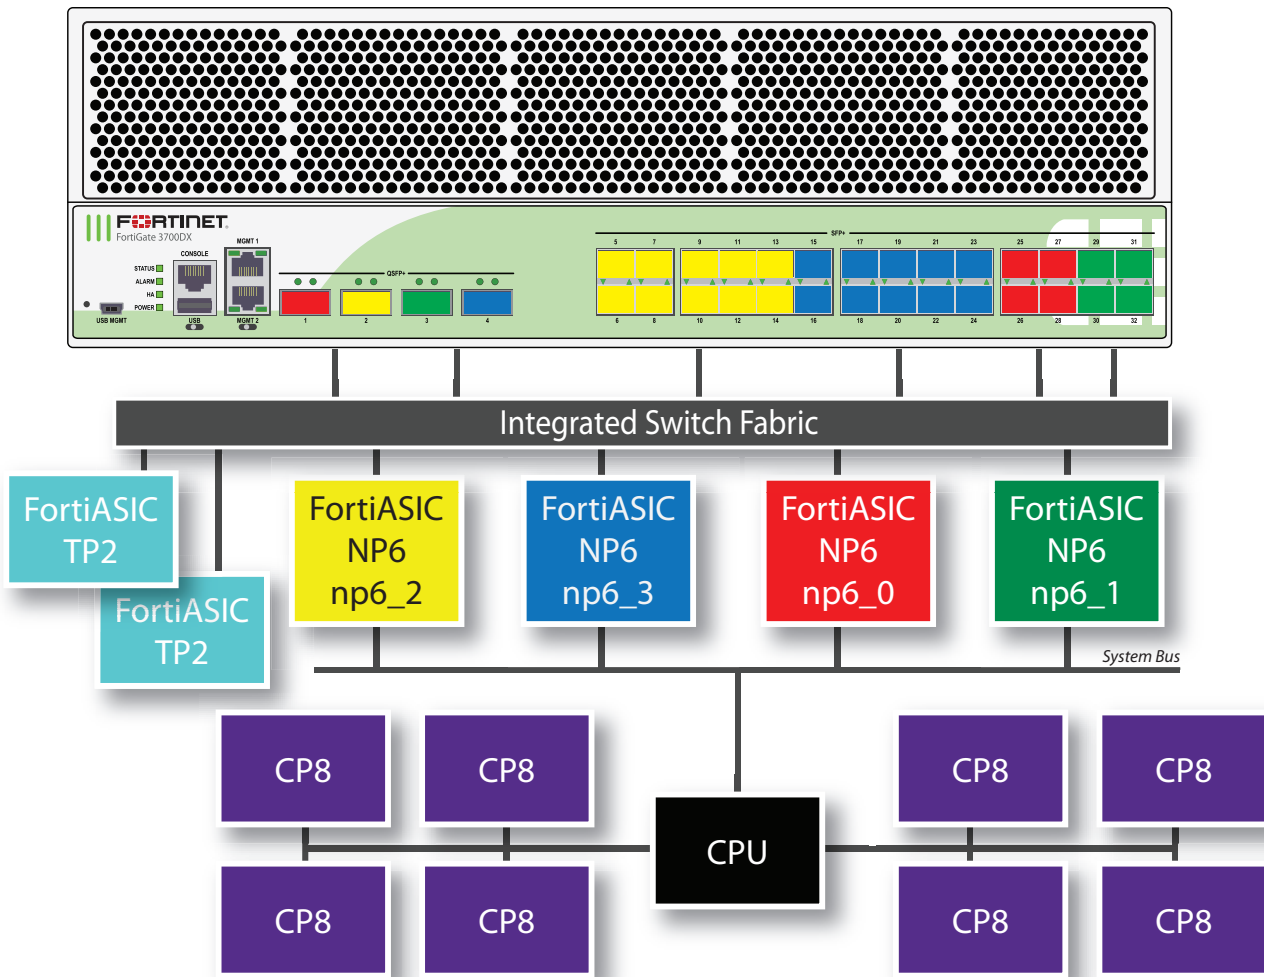 FORTINET
FortiGate 3700DX
STATUS
ALARM
HA
POWER
USB MGMT
CONSOLE
USB
MGMT 1
MGMT 2
QSFP+
1 2 3 4
SFP+
5 7 9 11 13 15 17 19 21 23 25 27 29 31
6 8 10 12 14 16 18 20 22 24 26 28 30 32
Integrated Switch Fabric
FortiASIC
TP2
FortiASIC
TP2
FortiASIC
NP6
np6_2
FortiASIC
NP6
np6_3
FortiASIC
NP6
np6_0
FortiASIC
NP6
np6_1
System Bus
CP8
CP8
CP8
CP8
CPU
CP8
CP8
CP8
CP8